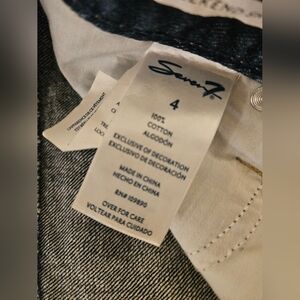 Seven7
4
100%
COTTON
ALGODÓN
EXCLUSIVE OF DECORATION
EXCLUSIVO DE DECORACIÓN
MADE IN CHINA
HECHO EN CHINA
RN# 109890
OVER FOR CARE
VOLTEAR PARA CUIDADO